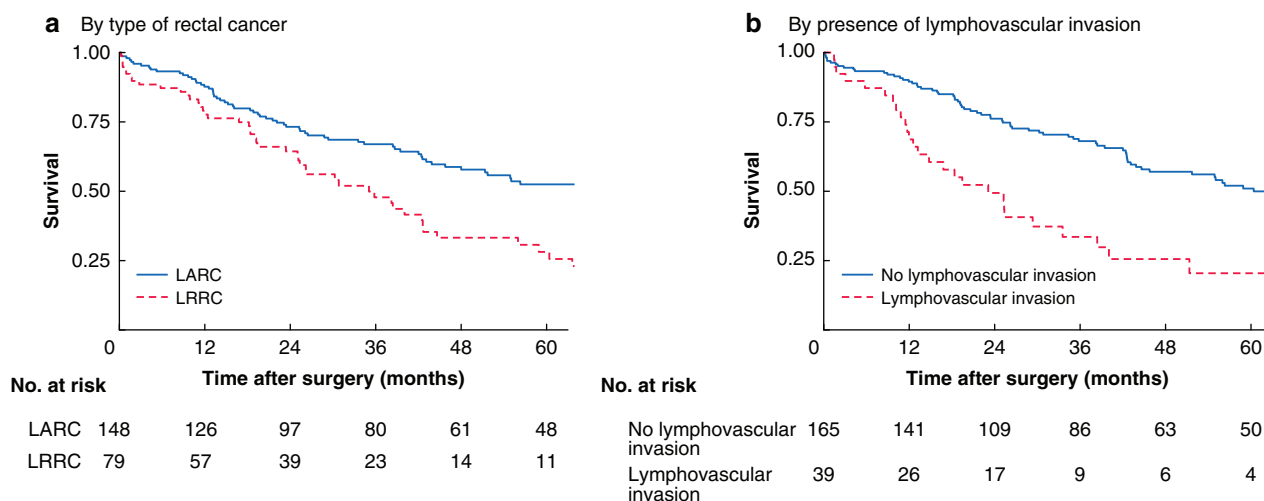 a By type of rectal cancer
1.00
0.75
0.50
0.25
Survival
LARC
LRRC
0 12 24 36 48 60
Time after surgery (months)
No. at risk
LARC 148 126 97 80 61 48
LRRC 79 57 39 23 14 11
b By presence of lymphovascular invasion
1.00
0.75
0.50
0.25
Survival
No lymphovascular invasion
Lymphovascular invasion
0 12 24 36 48 60
Time after surgery (months)
No. at risk
No lymphovascular 165 141 109 86 63 50
invasion
Lymphovascular 39 26 17 9 6 4
invasion